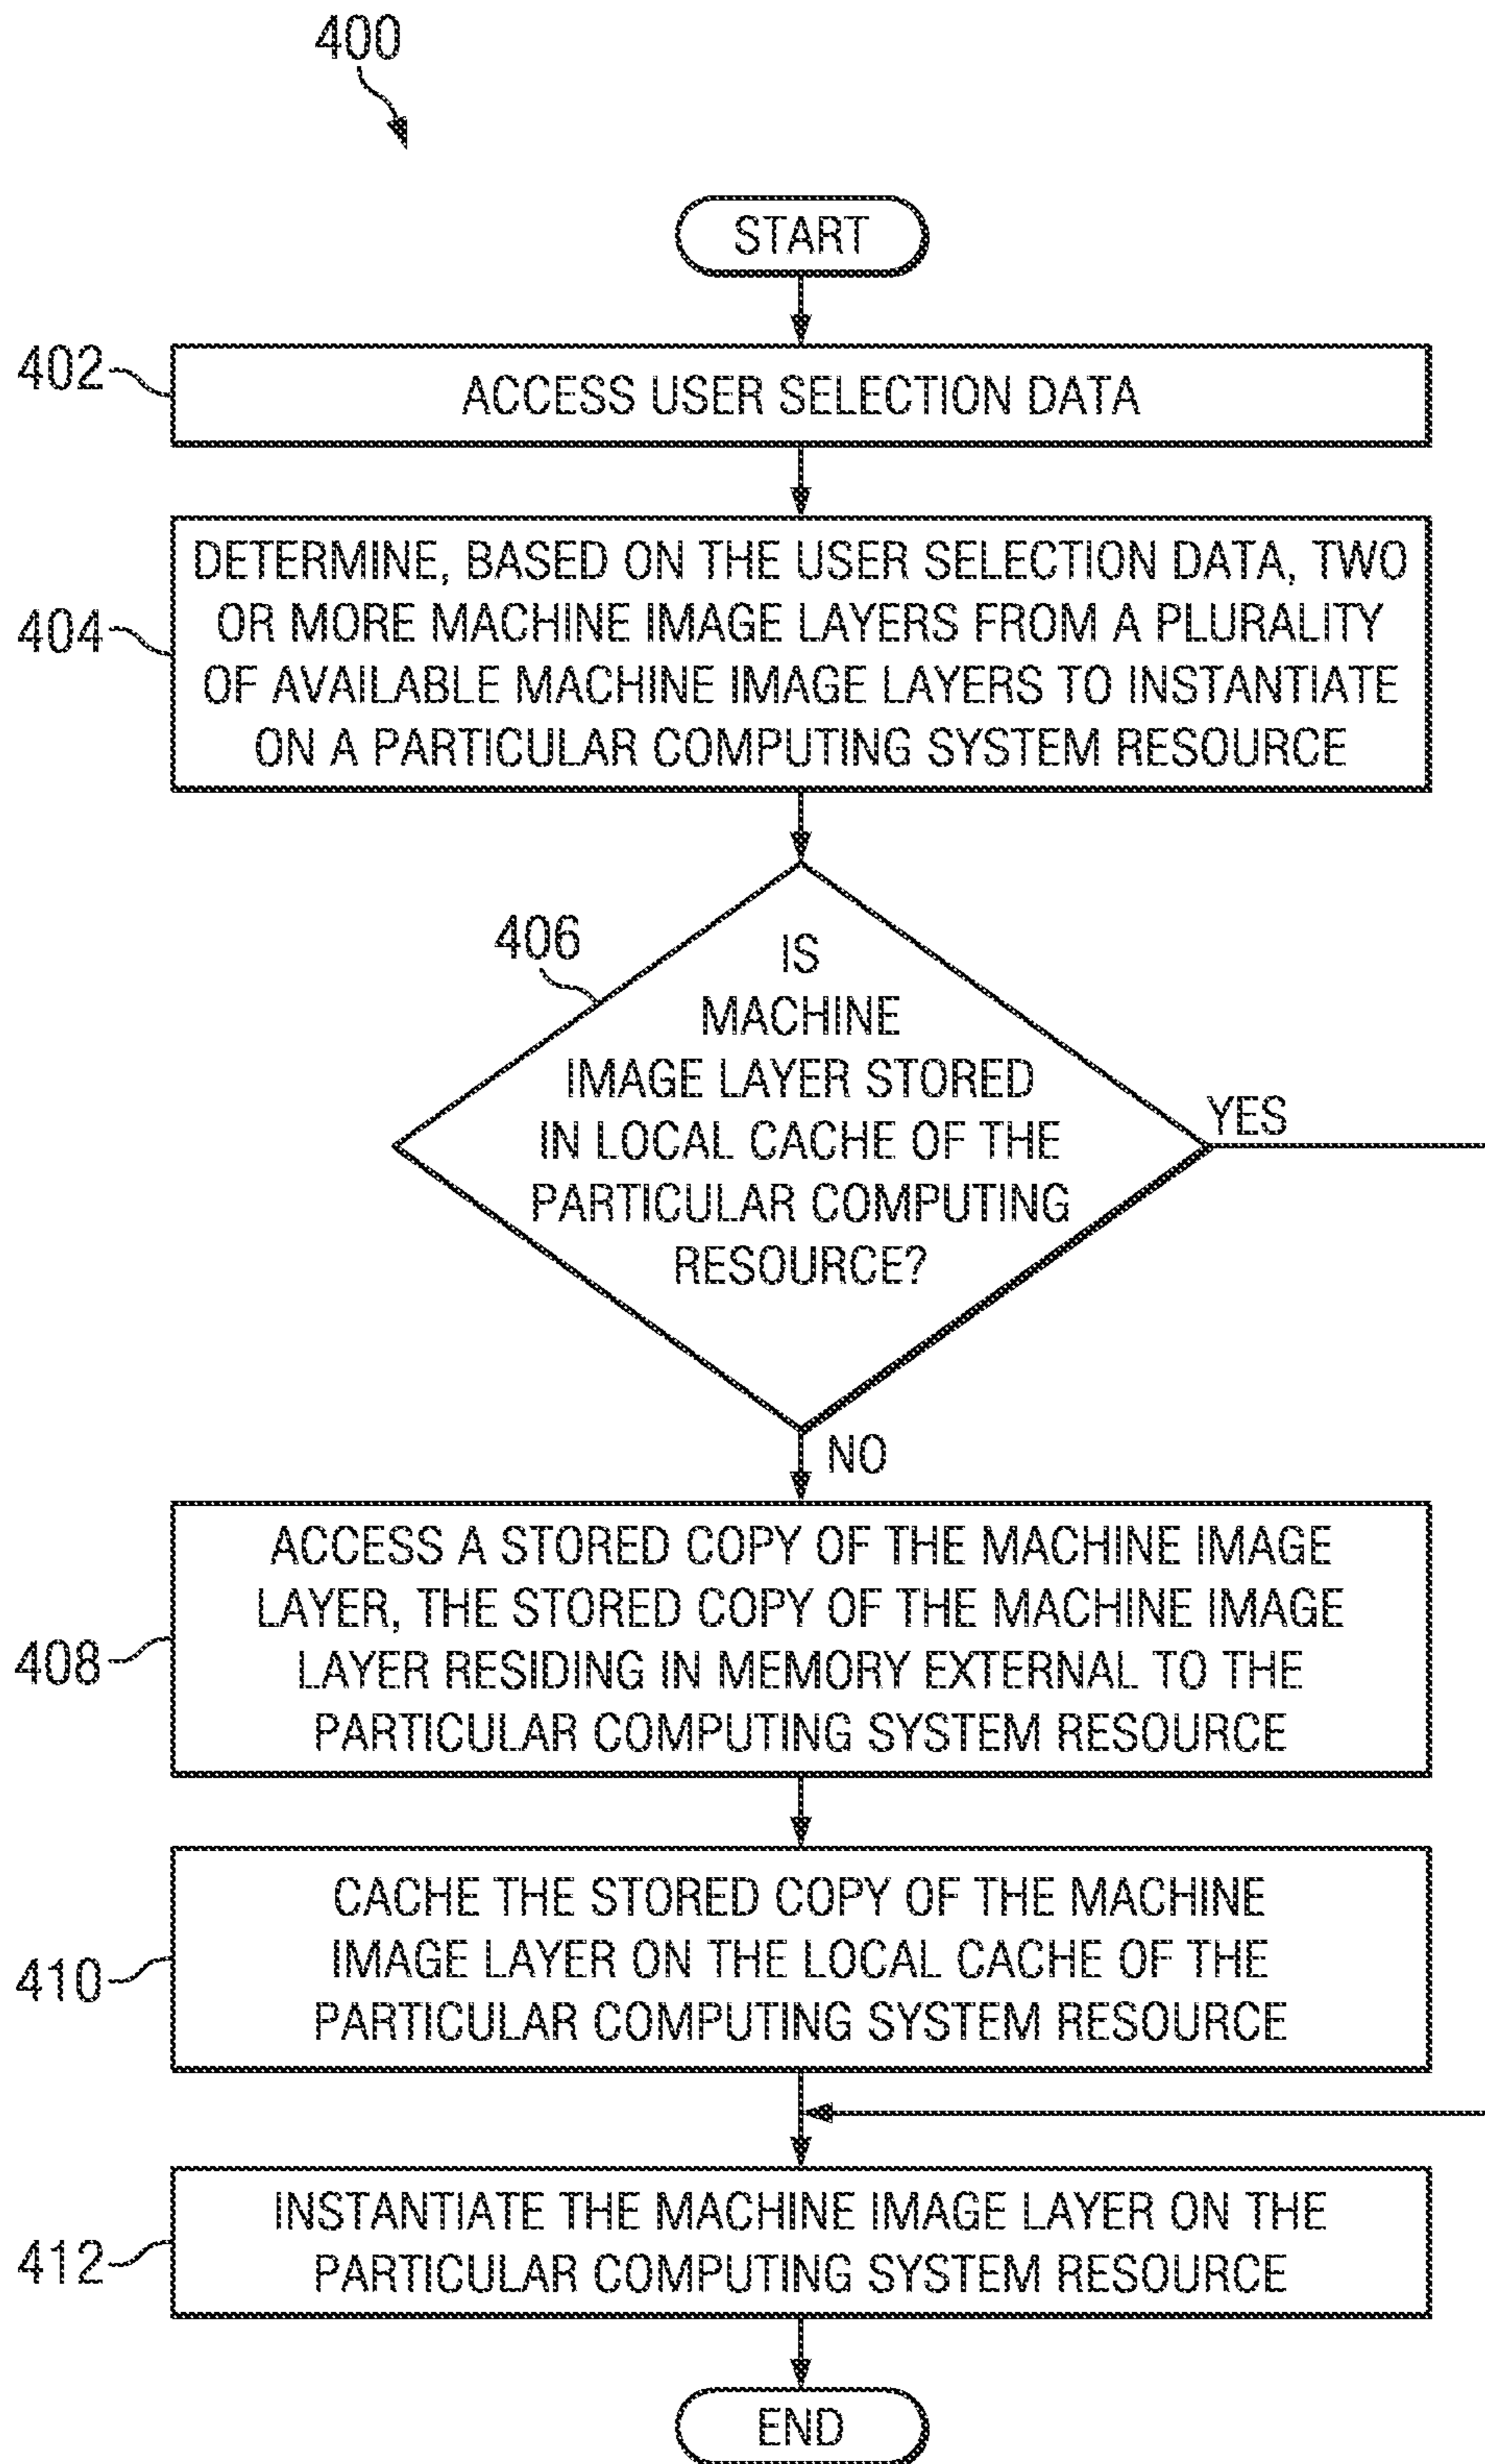 400
START
402
ACCESS USER SELECTION DATA
404
DETERMINE, BASED ON THE USER SELECTION DATA, TWO
OR MORE MACHINE IMAGE LAYERS FROM A PLURALITY
OF AVAILABLE MACHINE IMAGE LAYERS TO INSTANTIATE
ON A PARTICULAR COMPUTING SYSTEM RESOURCE
406
IS
MACHINE
IMAGE LAYER STORED
IN LOCAL CACHE OF THE
PARTICULAR COMPUTING
RESOURCE?
YES
NO
408
ACCESS A STORED COPY OF THE MACHINE IMAGE
LAYER, THE STORED COPY OF THE MACHINE IMAGE
LAYER RESIDING IN MEMORY EXTERNAL TO THE
PARTICULAR COMPUTING SYSTEM RESOURCE
410
CACHE THE STORED COPY OF THE MACHINE
IMAGE LAYER ON THE LOCAL CACHE OF THE
PARTICULAR COMPUTING SYSTEM RESOURCE
412
INSTANTIATE THE MACHINE IMAGE LAYER ON THE
PARTICULAR COMPUTING SYSTEM RESOURCE
END